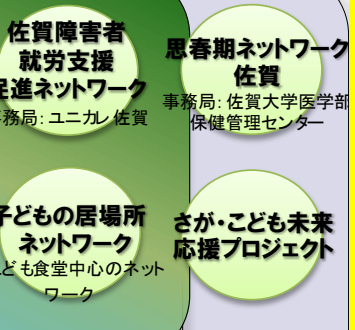 佐賀障害者
就労支援
促進ネットワーク
事務局:ユニカレ佐賀
思春期ネットワーク
佐賀
事務局:佐賀大学医学部
保健管理センター
子どもの居場所
ネットワーク
こども食堂中心のネット
ワーク
さが・こども未来
応援プロジェクト